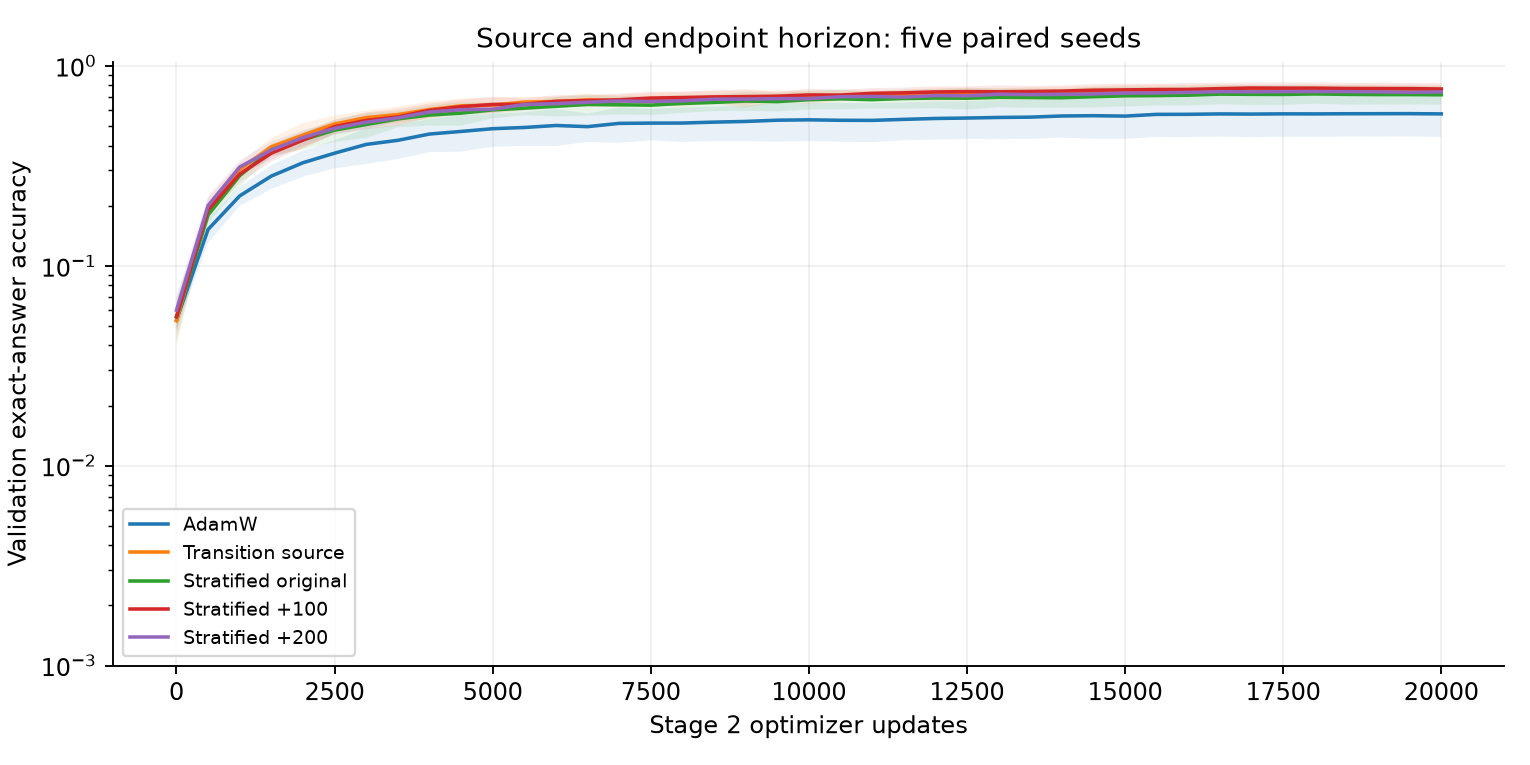 Source and endpoint horizon: five paired seeds
Validation exact-answer accuracy
10⁰
10⁻¹
10⁻²
10⁻³
AdamW
Transition source
Stratified original
Stratified +100
Stratified +200
0 2500 5000 7500 10000 12500 15000 17500 20000
Stage 2 optimizer updates